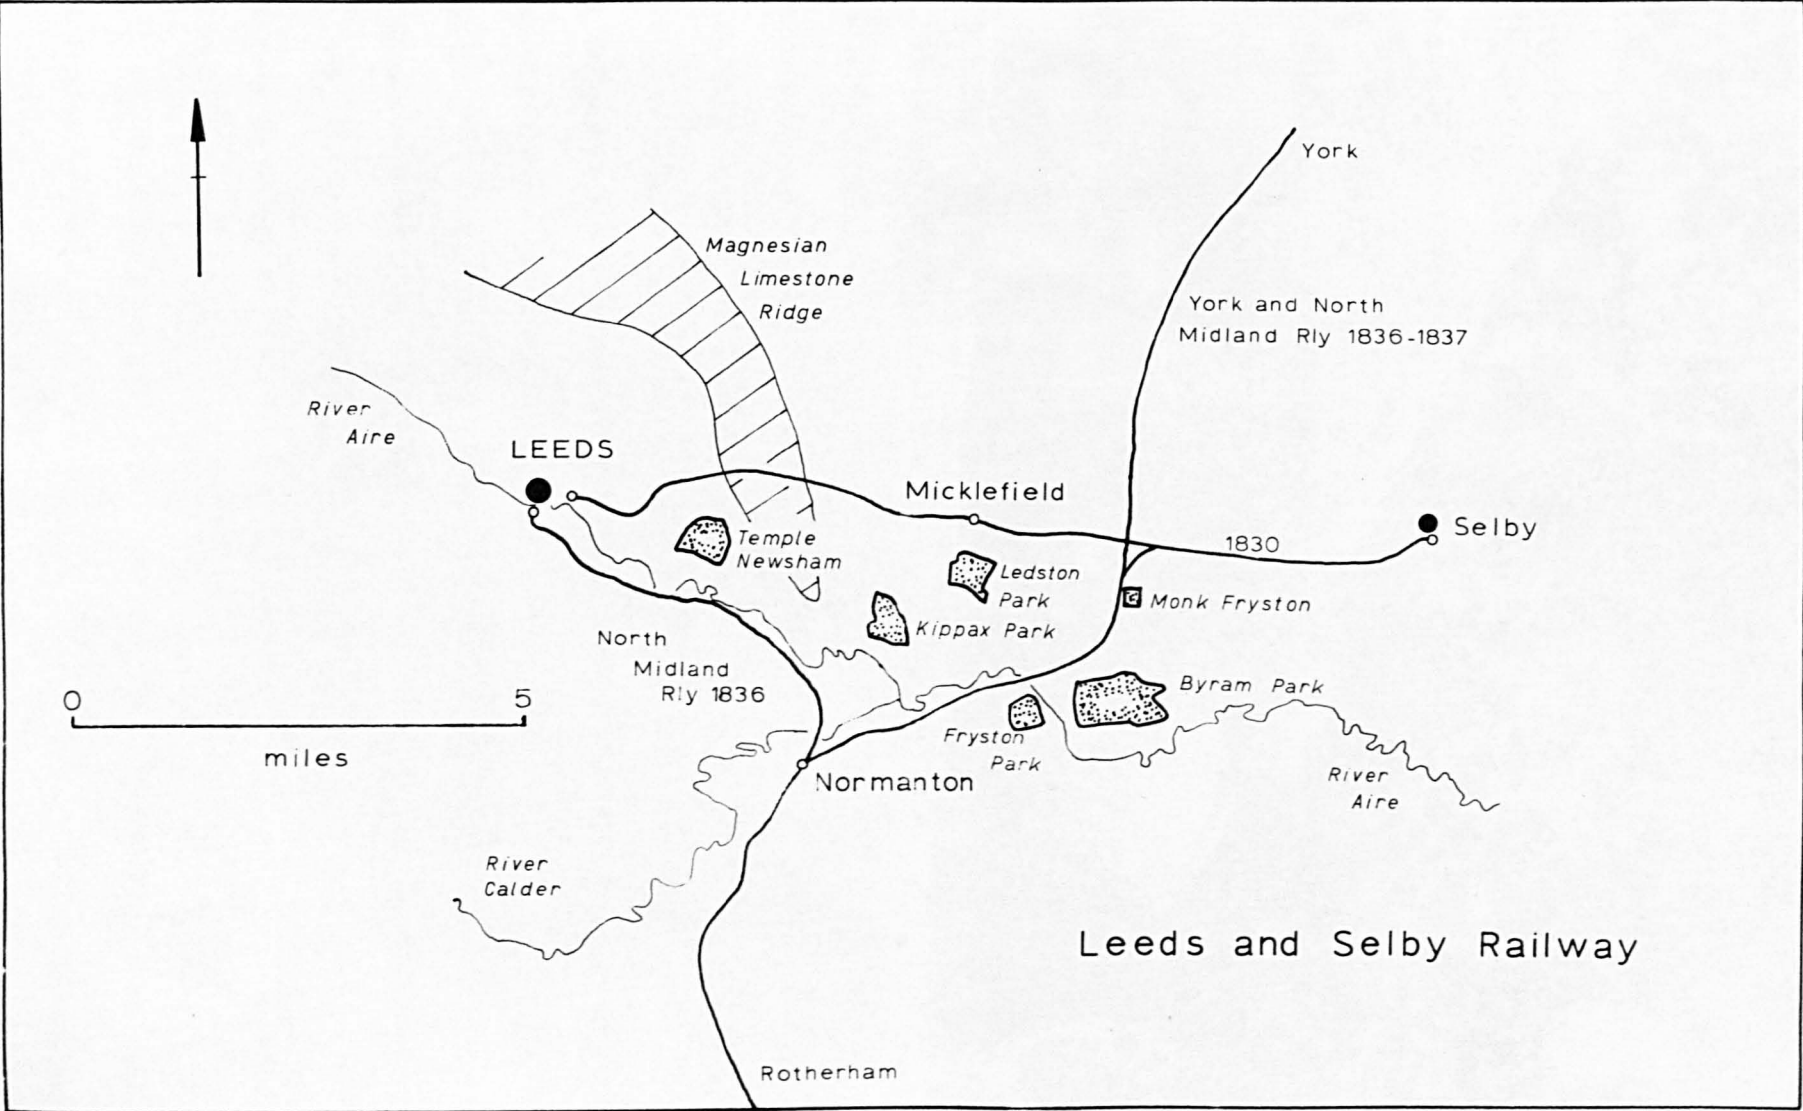 York
Magnesian
Limestone
Ridge
York and North
Midland Rly 1836-1837
River
Aire
LEEDS
Micklefield
Selby
1830
Temple
Newsham
Ledston
Park
Monk Fryston
Kippax Park
North
Midland
Rly 1836
Byram Park
0 5
miles
Fryston
Park
Normanton
River
Aire
River
Calder
Leeds and Selby Railway
Rotherham